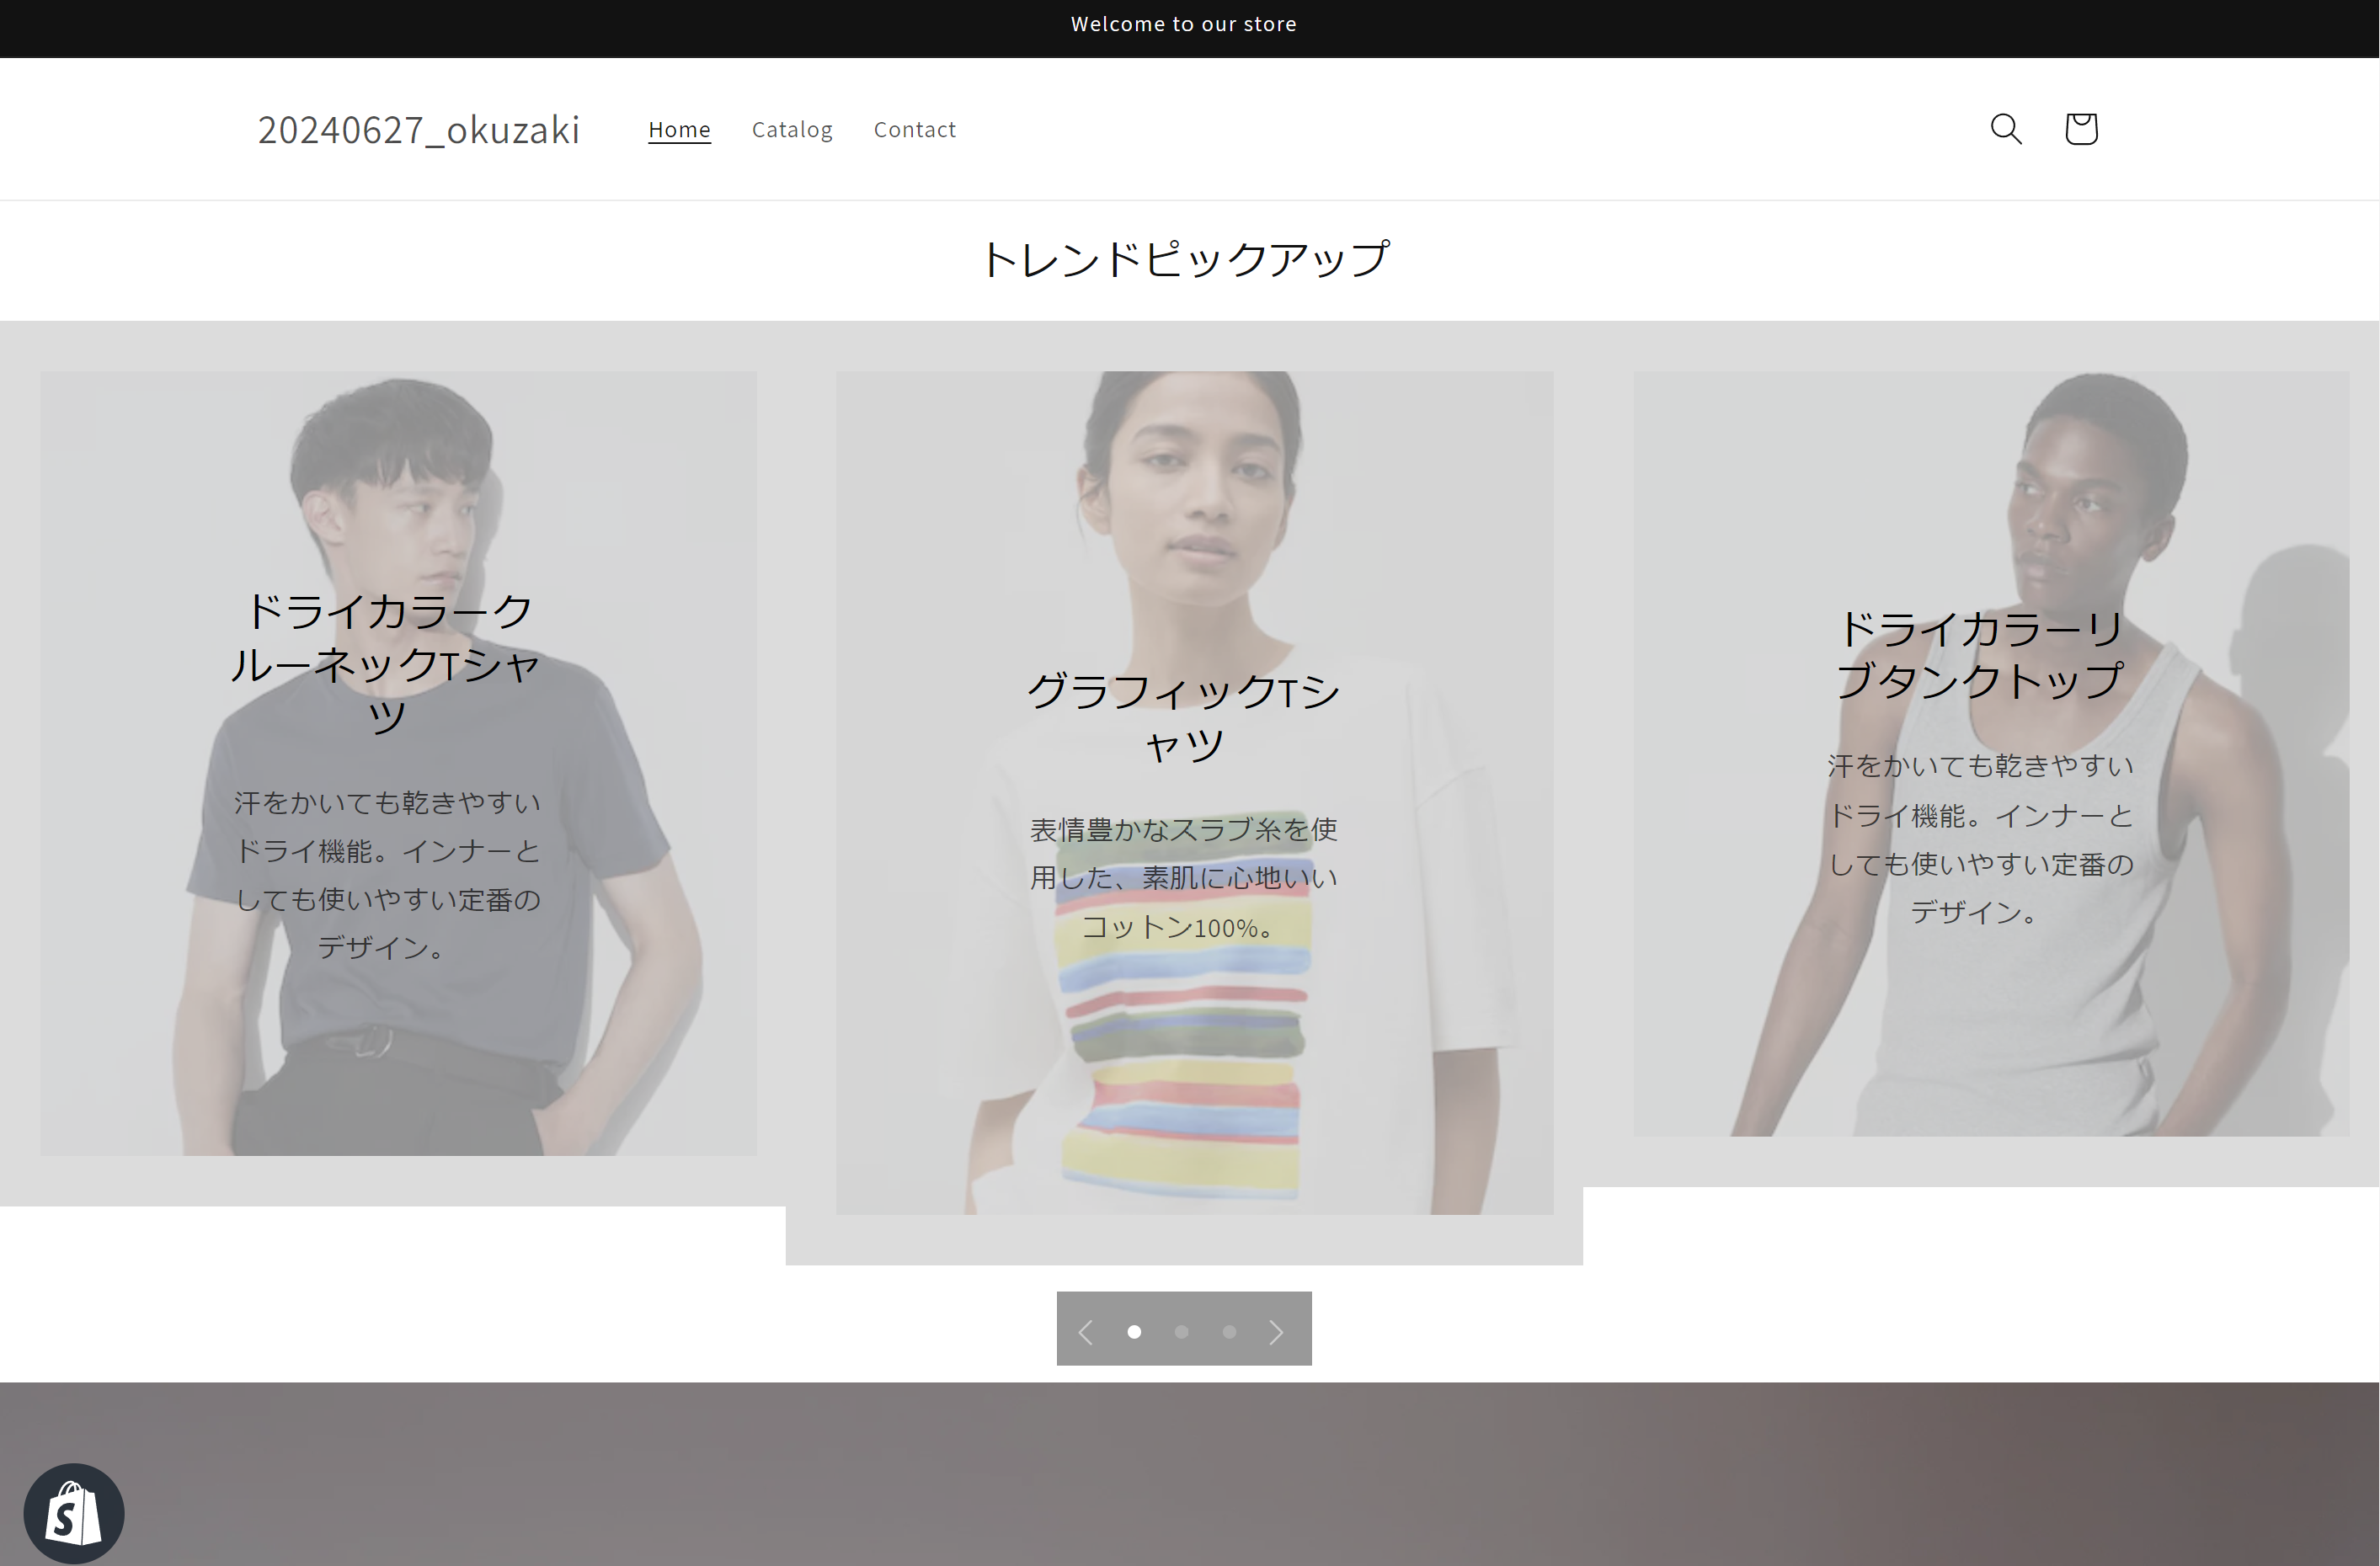 Welcome to our store
20240627_okuzaki
Home
Catalog
Contact
トレンドピックアップ
ドライカラーク
ルーネックTシャ
ツ
汗をかいても乾きやすい
ドライ機能。インナーと
しても使いやすい定番の
デザイン。
グラフィックTシ
ャツ
表情豊かなスラブ糸を使
用した、素肌に心地いい
コットン100%。
ドライカラーリ
ブタンクトップ
汗をかいても乾きやすい
ドライ機能。インナーと
しても使いやすい定番の
デザイン。
S